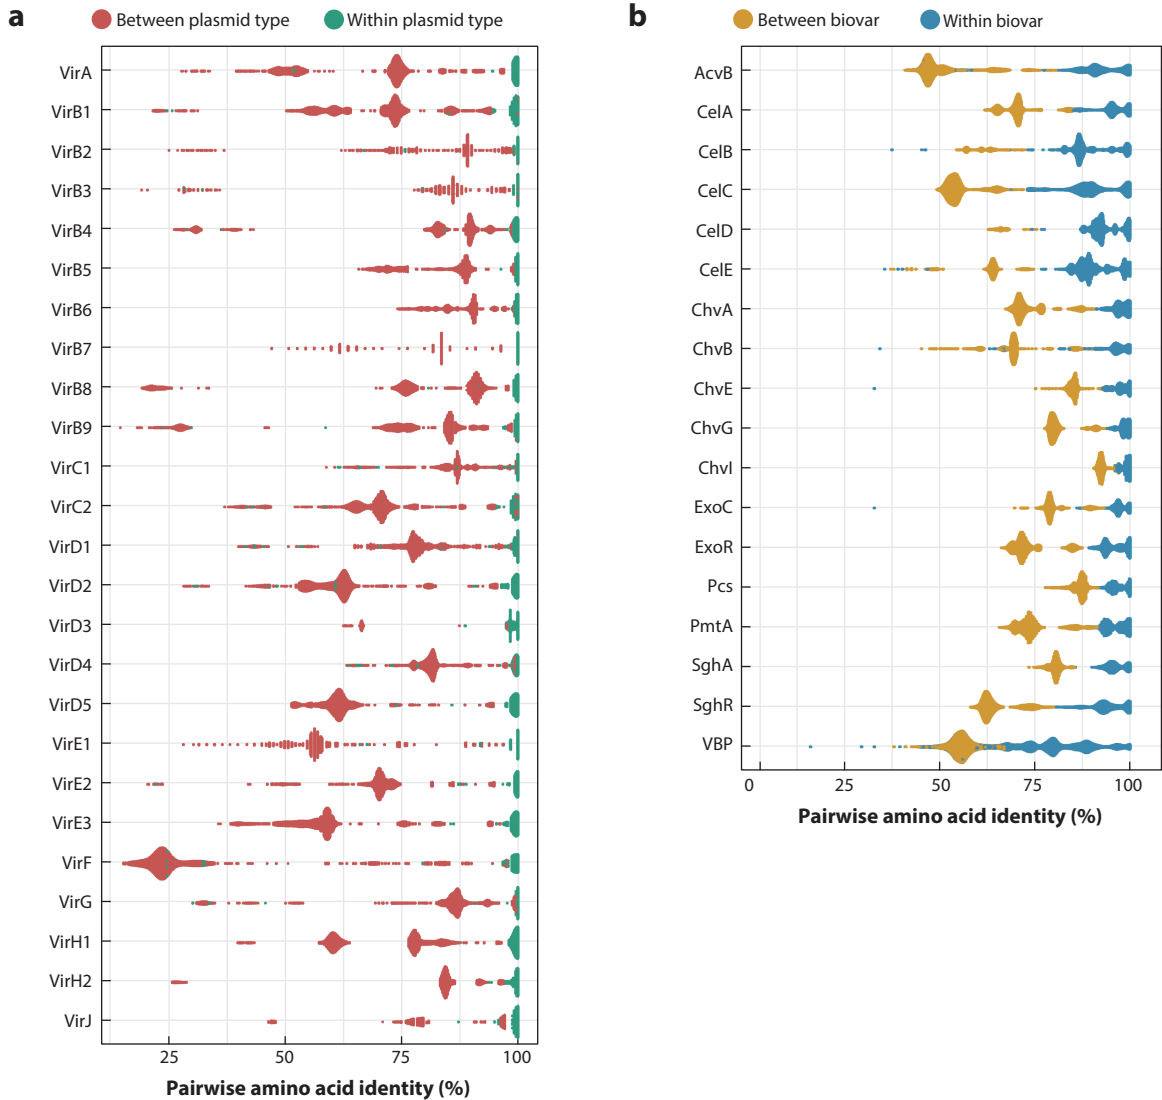 a
Between plasmid type
Within plasmid type
VirA
VirB1
VirB2
VirB3
VirB4
VirB5
VirB6
VirB7
VirB8
VirB9
VirC1
VirC2
VirD1
VirD2
VirD3
VirD4
VirD5
VirE1
VirE2
VirE3
VirF
VirG
VirH1
VirH2
VirJ
25 50 75 100
Pairwise amino acid identity (%)
b
Between biovar
Within biovar
AcvB
CelA
CelB
CelC
CelD
CelE
ChvA
ChvB
ChvE
ChvG
ChvI
ExoC
ExoR
Pcs
PmtA
SghA
SghR
VBP
0 25 50 75 100
Pairwise amino acid identity (%)